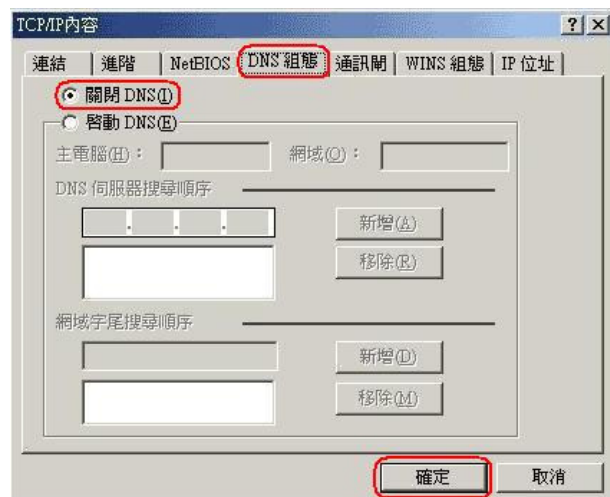 TCP/IP內容
連結 進階 NetBIOS DNS 組態 通訊閘 WINS 組態 IP 位址
關閉 DNS(I)
啓動 DNS(E)
主電腦(H)： 網域(O)：
DNS 伺服器搜尋順序
新增(A)
移除(R)
網域字尾搜尋順序
新增(D)
移除(M)
確定 取消